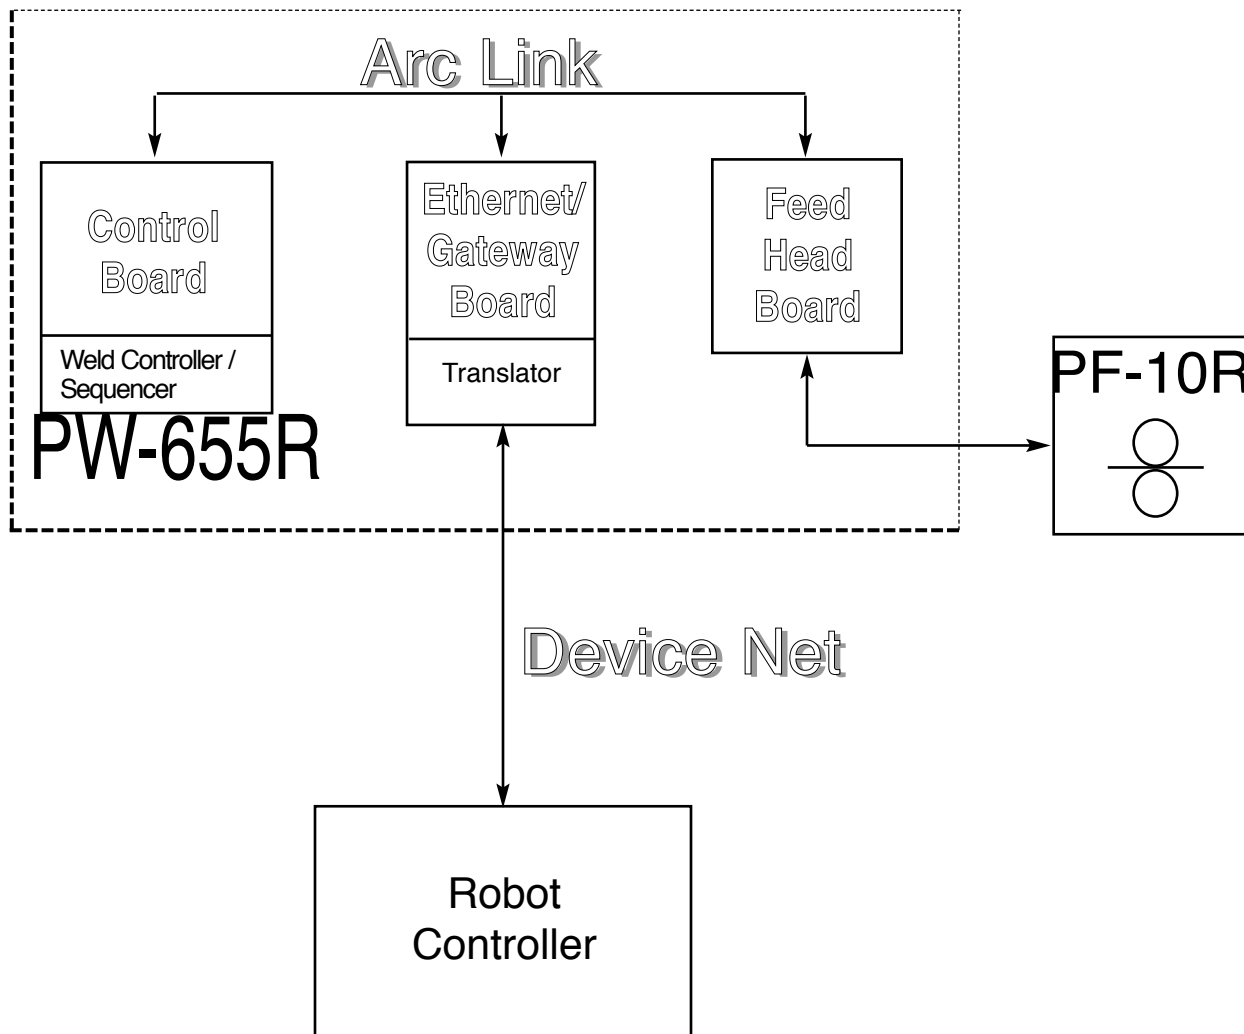 Arc Link
Control
Board
Weld Controller /
Sequencer
Ethernet/
Gateway
Board
Translator
Feed
Head
Board
PW-655R
PF-10R
Device Net
Robot
Controller